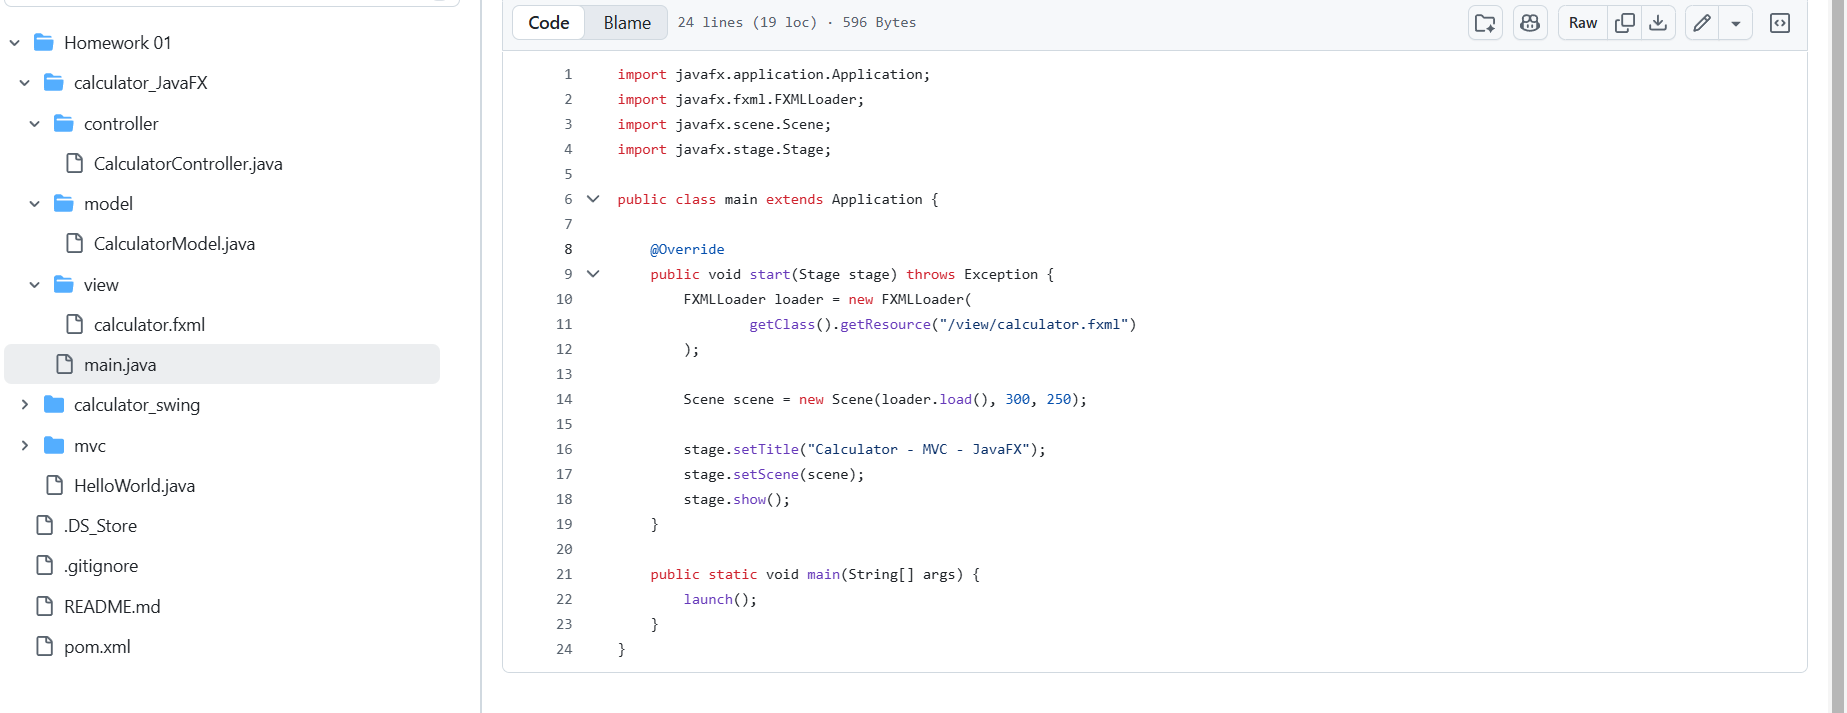 Homework 01
calculator_JavaFX
controller
CalculatorController.java
model
CalculatorModel.java
view
calculator.fxml
main.java
calculator_swing
mvc
HelloWorld.java
.DS_Store
.gitignore
README.md
pom.xml
Code Blame 24 lines (19 loc) · 596 Bytes Raw
1 import javafx.application.Application;
2 import javafx.fxml.FXMLLoader;
3 import javafx.scene.Scene;
4 import javafx.stage.Stage;
5
6 public class main extends Application {
7
8 @Override
9 public void start(Stage stage) throws Exception {
10 FXMLLoader loader = new FXMLLoader(
11 getClass().getResource("/view/calculator.fxml")
12 );
13
14 Scene scene = new Scene(loader.load(), 300, 250);
15
16 stage.setTitle("Calculator - MVC - JavaFX");
17 stage.setScene(scene);
18 stage.show();
19 }
20
21 public static void main(String[] args) {
22 launch();
23 }
24 }